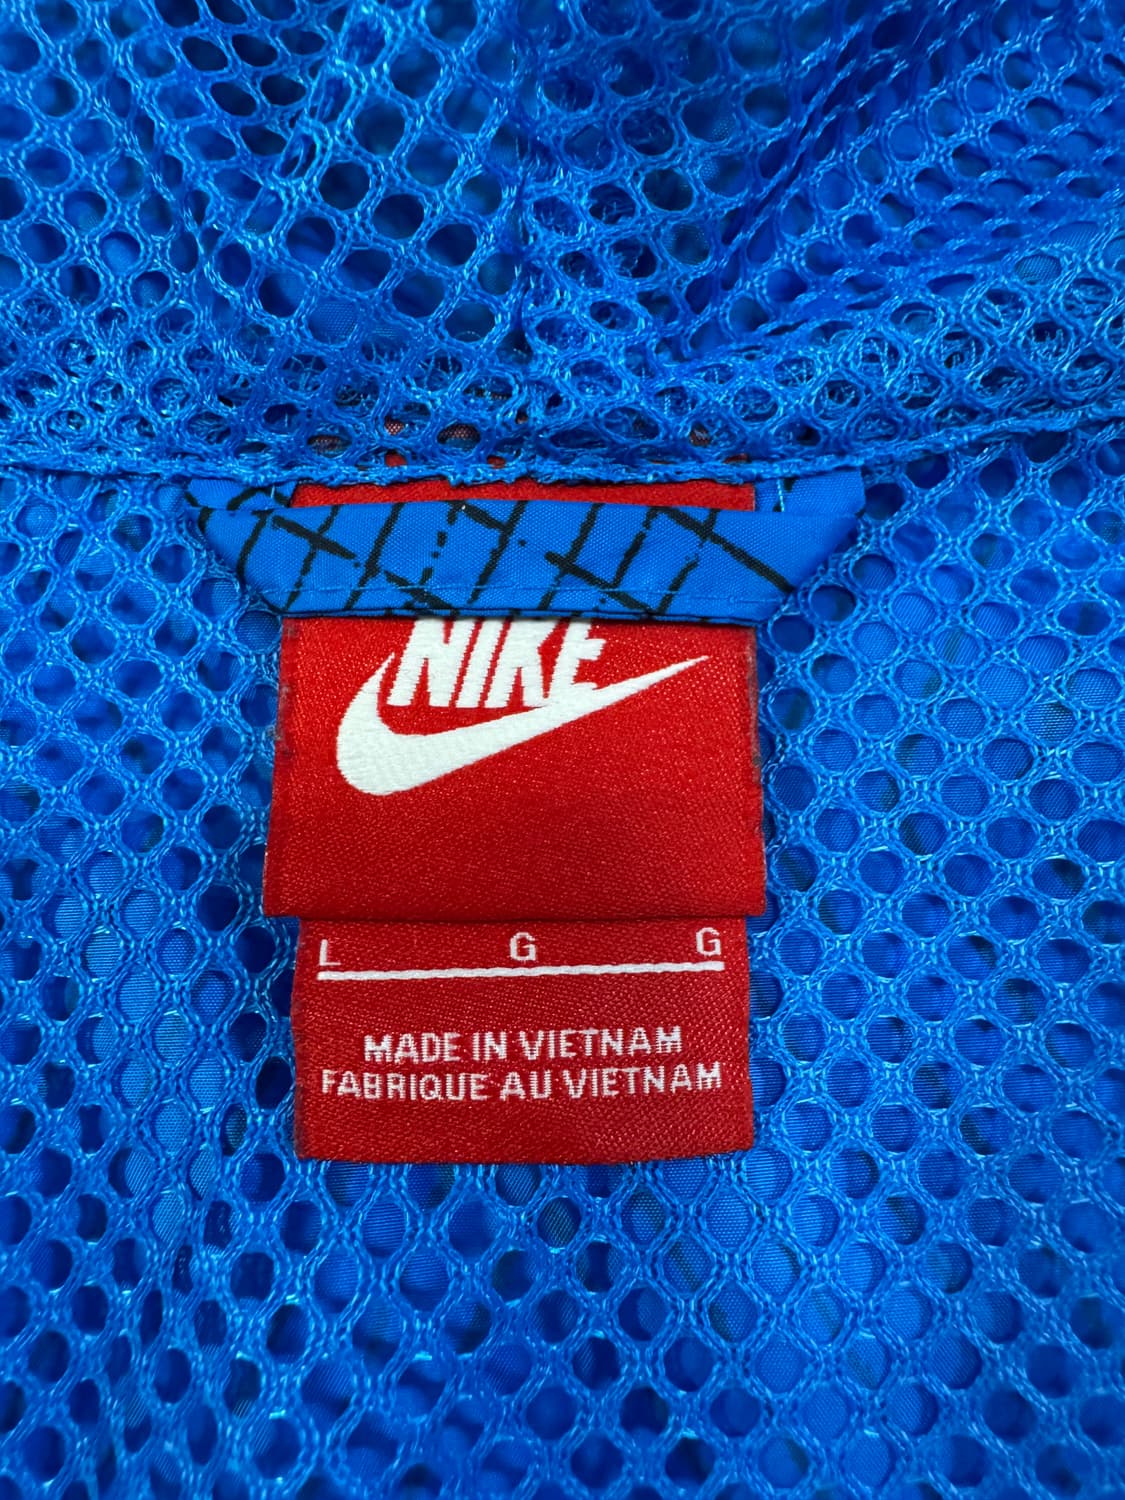 NIKE
L G G
MADE IN VIETNAM
FABRIQUE AU VIETNAM